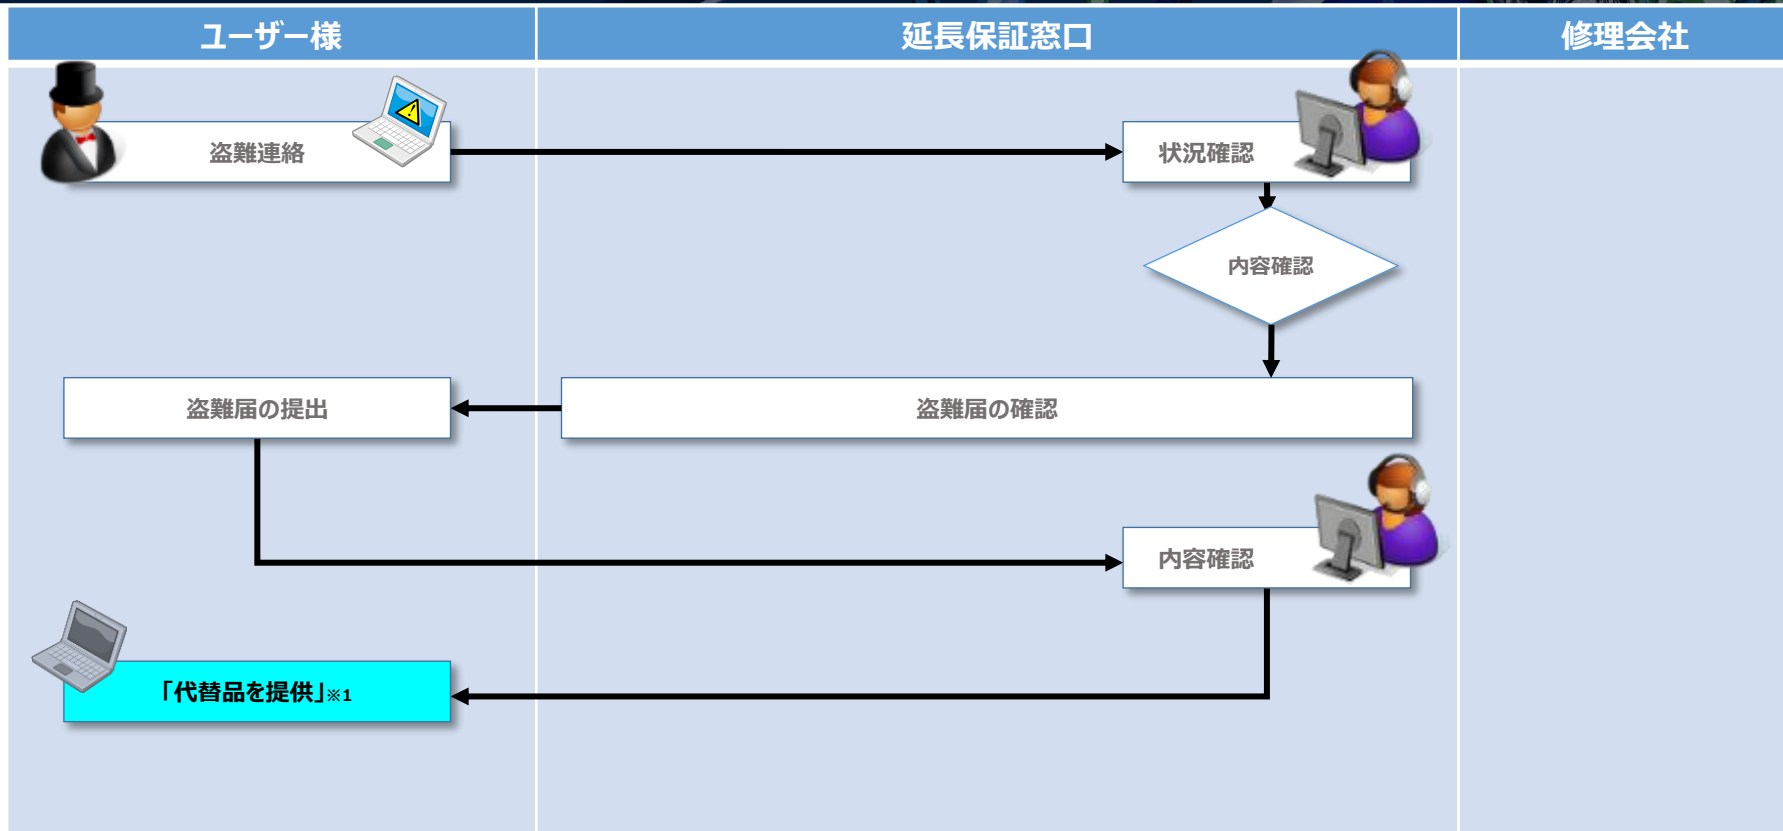 ユーザー様
延長保証窓口
修理会社
盗難連絡
状況確認
内容確認
盗難届の提出
盗難届の確認
内容確認
「代替品を提供」※1